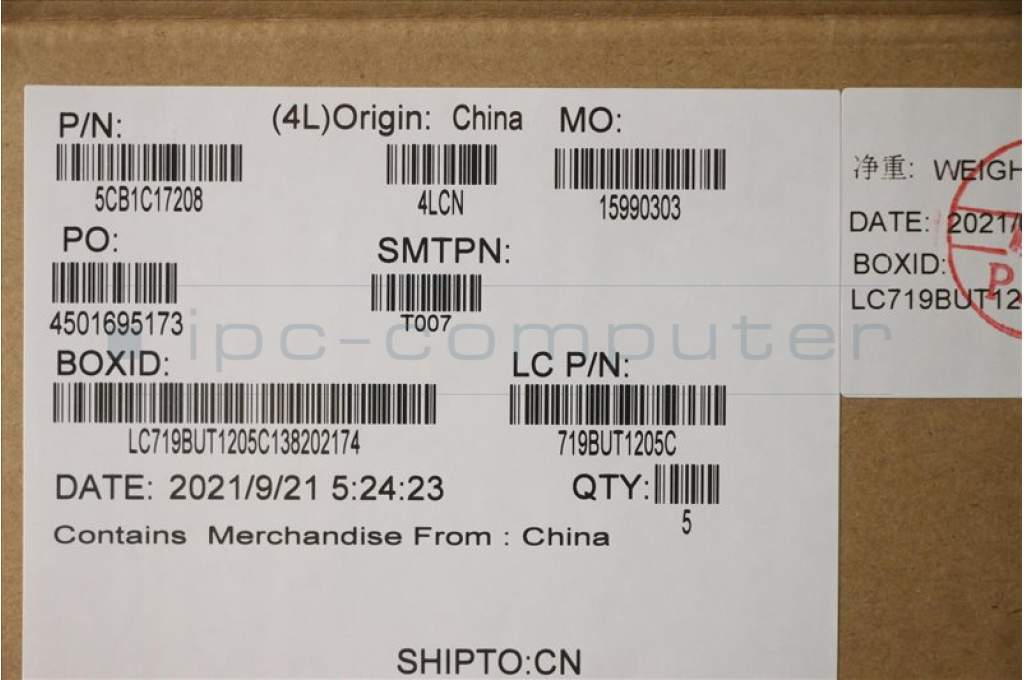 P/N:
(4L)Origin: China
MO:
5CB1C17208
4LCN
15990303
PO:
SMTPN:
4501695173
T007
ipc-computer
BOXID:
LC P/N:
LC719BUT1205C138202174
719BUT1205C
DATE: 2021/9/21 5:24:23
QTY:
5
Contains Merchandise From : China
SHIPTO:CN
净重: WEIGH
DATE: 2021/
BOXID:
LC719BUT12
P